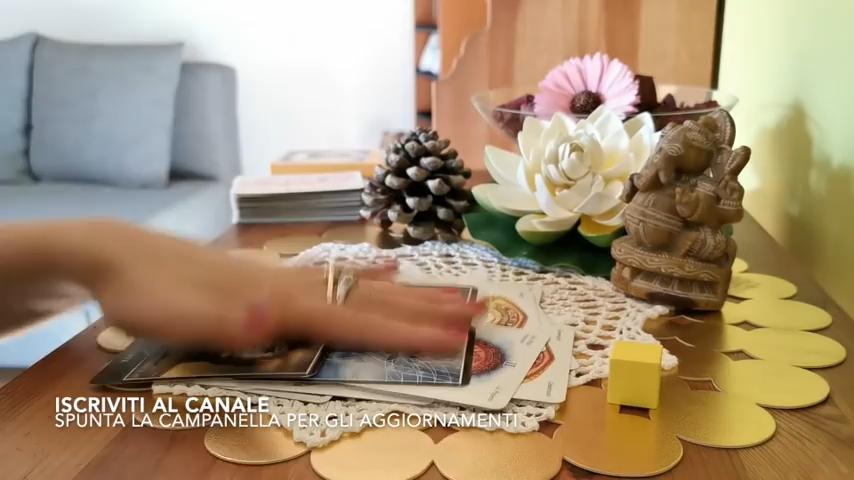 ISCRIVITI AL CANALE
SPUNTA LA CAMPANELLA PER GLI AGGIORNAMENTI